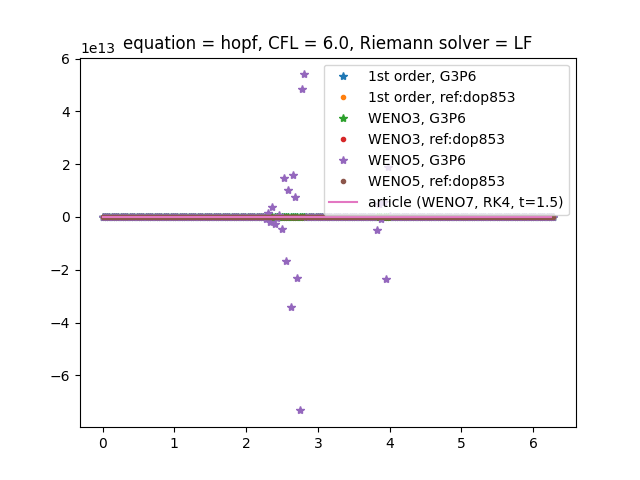 equation = hopf, CFL = 6.0, Riemann solver = LF
1e13
6
4
2
0
−2
−4
−6
0
1
2
3
4
5
6
1st order, G3P6
1st order, ref:dop853
WENO3, G3P6
WENO3, ref:dop853
WENO5, G3P6
WENO5, ref:dop853
article (WENO7, RK4, t=1.5)